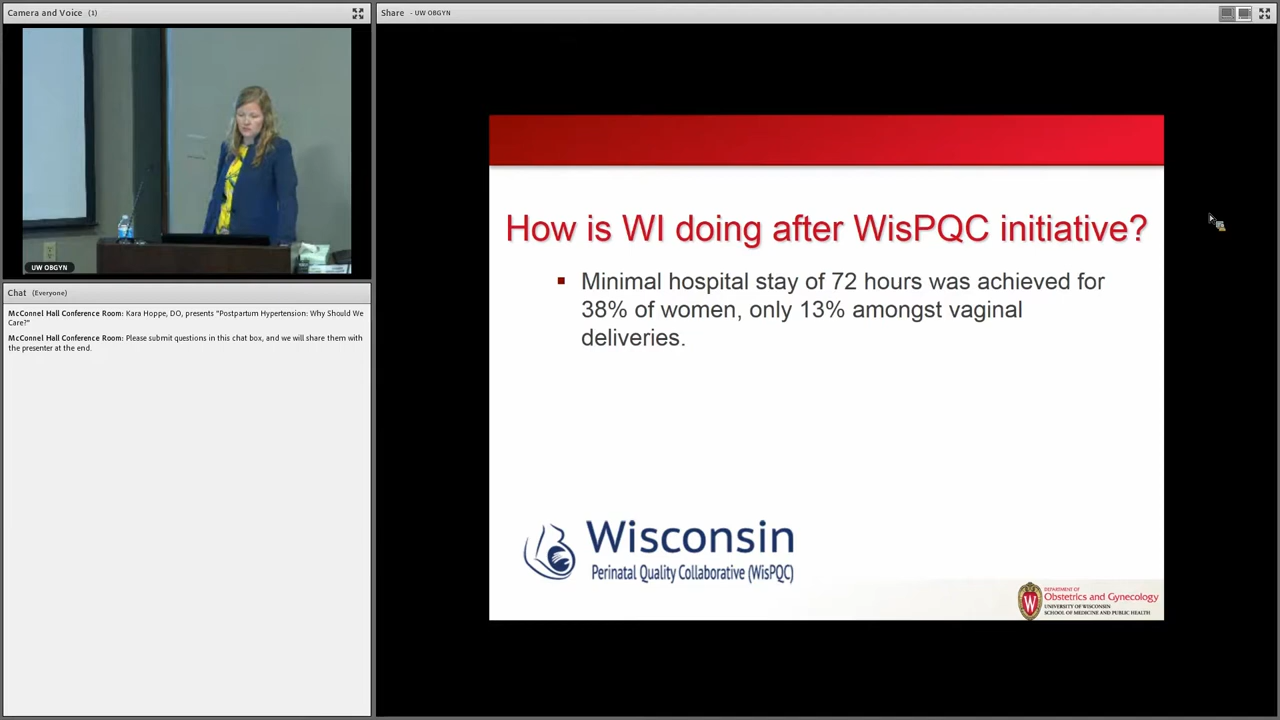 Camera and Voice (1)
UW OBGYN
Chat (Everyone)
McConnel Hall Conference Room: Kara Hoppe, DO, presents "Postpartum Hypertension: Why Should We
Care?"
McConnel Hall Conference Room: Please submit questions in this chat box, and we will share them with
the presenter at the end.
Share - UW OBGYN
How is WI doing after WisPQC initiative?
Minimal hospital stay of 72 hours was achieved for
38% of women, only 13% amongst vaginal
deliveries.
Wisconsin
Perinatal Quality Collaborative (WisPQC)
W
DEPARTMENT OF
Obstetrics and Gynecology
UNIVERSITY OF WISCONSIN
SCHOOL OF MEDICINE AND PUBLIC HEALTH